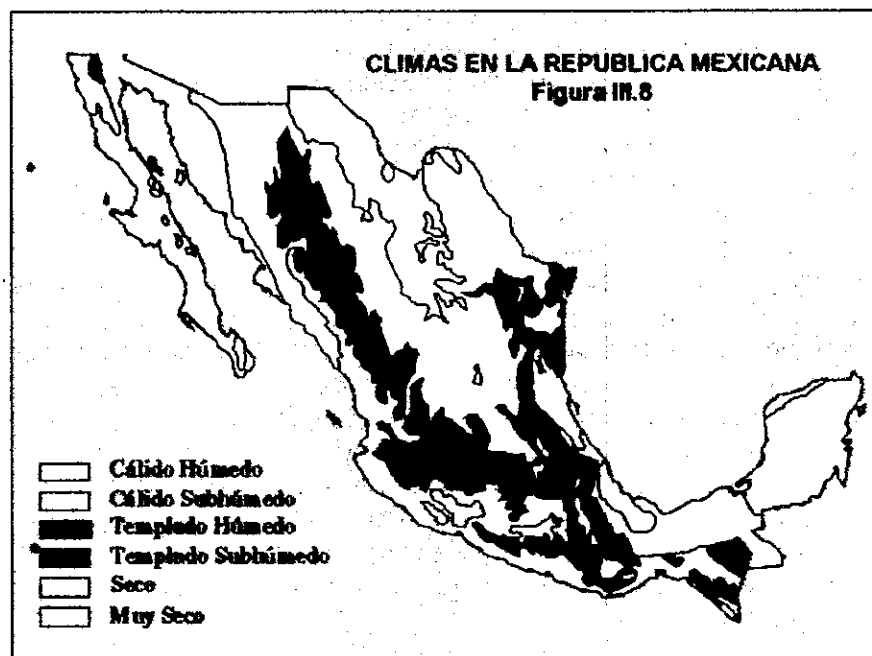 CLIMAS EN LA REPUBLICA MEXICANA
Figura III.8
Cálido Húmedo
Cálido Subhúmedo
Templado Húmedo
Templado Subhúmedo
Seco
Muy Seco